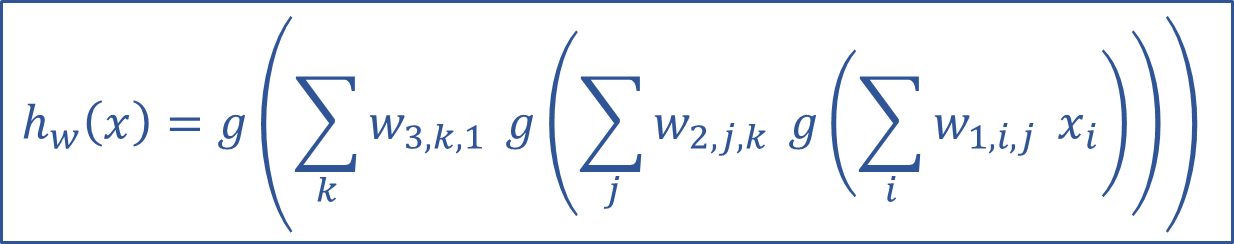 h_w(x) = g(∑_k w_{3,k,1} g(∑_j w_{2,j,k} g(∑_i w_{1,i,j} x_i)))